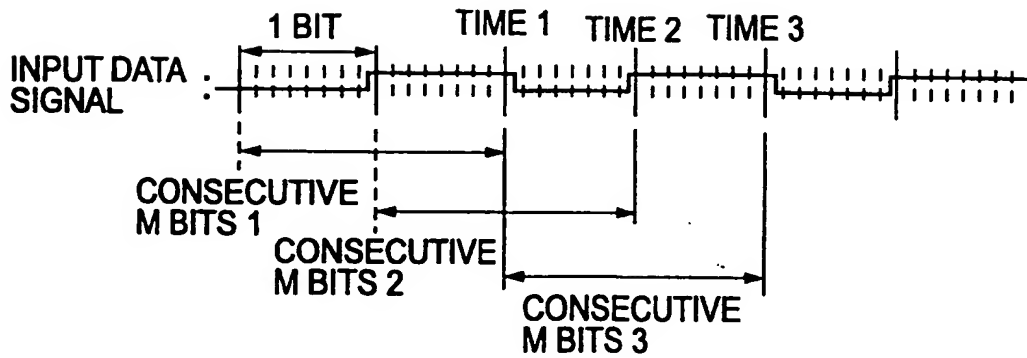 1 BIT
TIME 1
TIME 2
TIME 3
INPUT DATA
SIGNAL :
CONSECUTIVE
M BITS 1
CONSECUTIVE
M BITS 2
CONSECUTIVE
M BITS 3